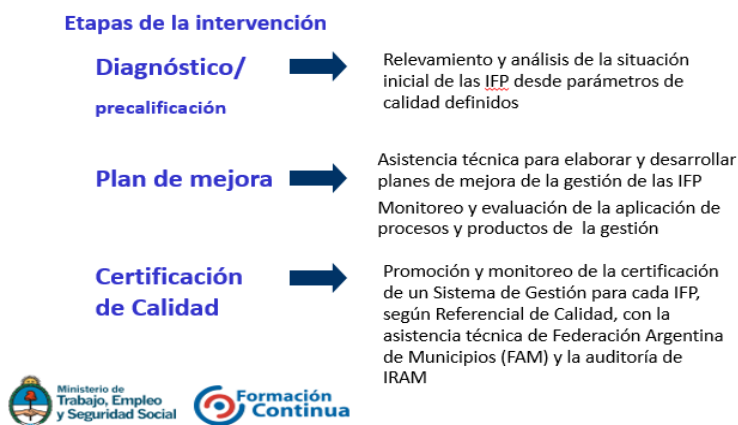 Etapas de la intervención
Diagnóstico/
precalificación
Relevamiento y análisis de la situación
inicial de las IFP desde parámetros de
calidad definidos
Plan de mejora
Asistencia técnica para elaborar y desarrollar
planes de mejora de la gestión de las IFP
Monitoreo y evaluación de la aplicación de
procesos y productos de la gestión
Certificación
de Calidad
Promoción y monitoreo de la certificación
de un Sistema de Gestión para cada IFP,
según Referencial de Calidad, con la
asistencia técnica de Federación Argentina
de Municipios (FAM) y la auditoría de
IRAM
Ministerio de
Trabajo, Empleo
y Seguridad Social
Formación
Continua